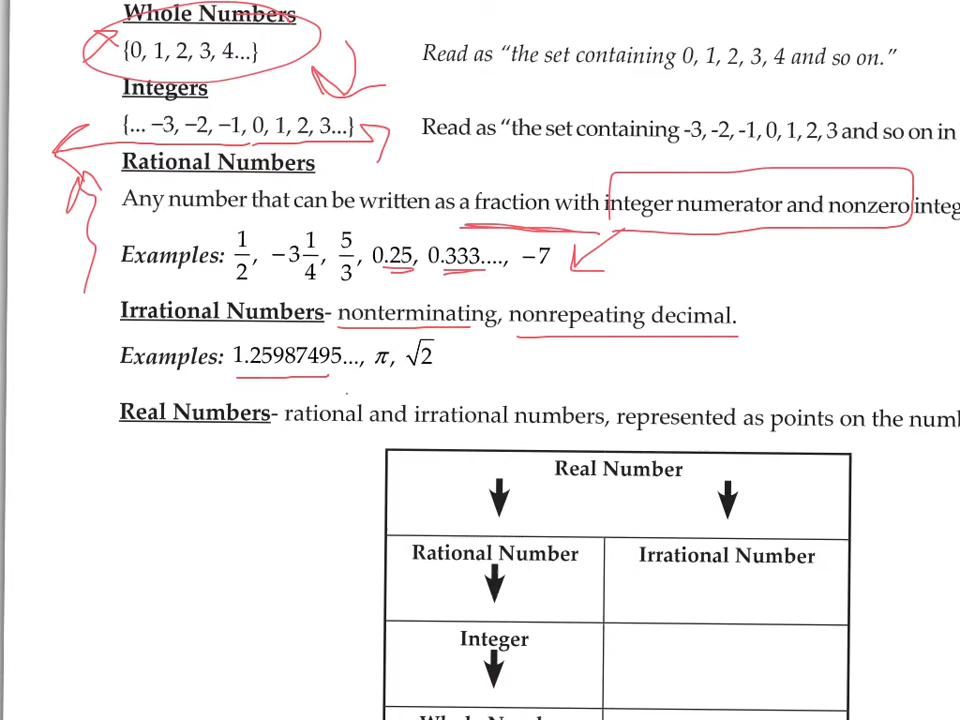 Whole Numbers
{0, 1, 2, 3, 4...} Read as “the set containing 0, 1, 2, 3, 4 and so on.”
Integers
{... −3, −2, −1, 0, 1, 2, 3...} Read as “the set containing -3, -2, -1, 0, 1, 2, 3 and so on in
Rational Numbers
Any number that can be written as a fraction with integer numerator and nonzero integ
Examples: 1/2, −3 1/4, 5/3, 0.25, 0.333...., −7
Irrational Numbers- nonterminating, nonrepeating decimal.
Examples: 1.25987495..., π, √2
Real Numbers- rational and irrational numbers, represented as points on the num
Real Number
Rational Number Irrational Number
Integer